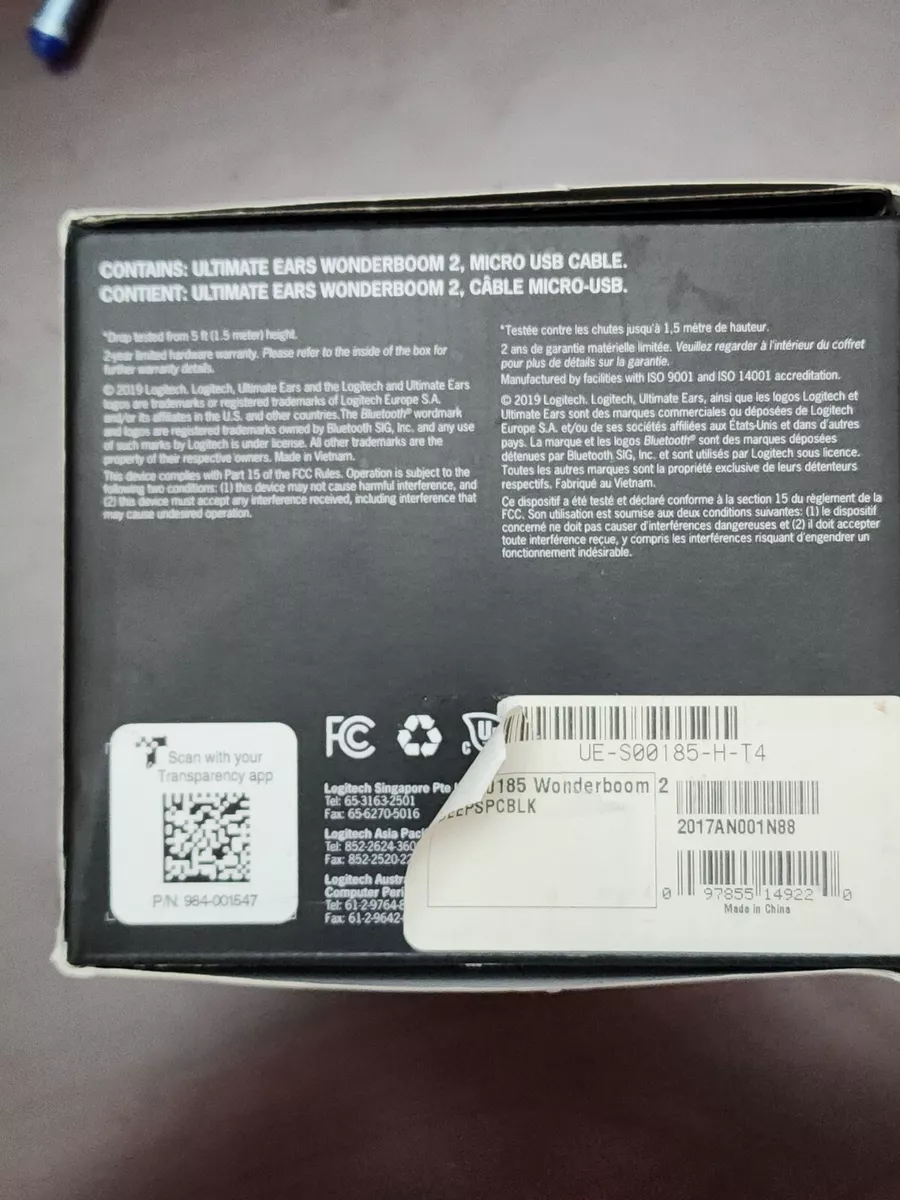 CONTAINS: ULTIMATE EARS WONDERBOOM 2, MICRO USB CABLE.
CONTIENT: ULTIMATE EARS WONDERBOOM 2, CÂBLE MICRO-USB.
*Drop tested from 5 ft (1.5 meter) height.
2-year limited hardware warranty. Please refer to the inside of the box for
further warranty details.
© 2019 Logitech. Logitech, Ultimate Ears and the Logitech and Ultimate Ears
logos are trademarks or registered trademarks of Logitech Europe S.A.
and/or its affiliates in the U.S. and other countries. The Bluetooth® wordmark
and logos are registered trademarks owned by Bluetooth SIG, Inc. and any use
of such marks by Logitech is under license. All other trademarks are the
property of their respective owners. Made in Vietnam.
This device complies with Part 15 of the FCC Rules. Operation is subject to the
following two conditions: (1) this device may not cause harmful interference, and
(2) this device must accept any interference received, including interference that
may cause undesired operation.
*Testée contre les chutes jusqu'à 1,5 mètre de hauteur.
2 ans de garantie matérielle limitée. Veuillez regarder à l'intérieur du coffret
pour plus de détails sur la garantie.
Manufactured by facilities with ISO 9001 and ISO 14001 accreditation.
© 2019 Logitech. Logitech, Ultimate Ears, ainsi que les logos Logitech et
Ultimate Ears sont des marques commerciales ou déposées de Logitech
Europe S.A. et/ou de ses sociétés affiliées aux États-Unis et dans d'autres
pays. La marque et les logos Bluetooth® sont des marques déposées
détenues par Bluetooth SIG, Inc. et sont utilisés par Logitech sous licence.
Toutes les autres marques sont la propriété exclusive de leurs détenteurs
respectifs. Fabriqué au Vietnam.
Ce dispositif a été testé et déclaré conforme à la section 15 du règlement de la
FCC. Son utilisation est soumise aux deux conditions suivantes: (1) le dispositif
concerné ne doit pas causer d'interférences dangereuses et (2) il doit accepter
toute interférence reçue, y compris les interférences risquant d'engendrer un
fonctionnement indésirable.
Scan with your
Transparency app
P/N: 984-001547
FC
c U
Logitech Singapore Pte
Tel: 65-3163-2501
Fax: 65-6270-5016
Logitech Asia Paci
Tel: 852-2624-360
Fax: 852-2520-22
Logitech Austra
Computer Peri
Tel: 61-2-9764-8
Fax: 61-2-9642-
UE-S00185-H-T4
0185 Wonderboom 2
EEPSPCBLK
2017AN001N88
0 97855 14922 0
Made in China